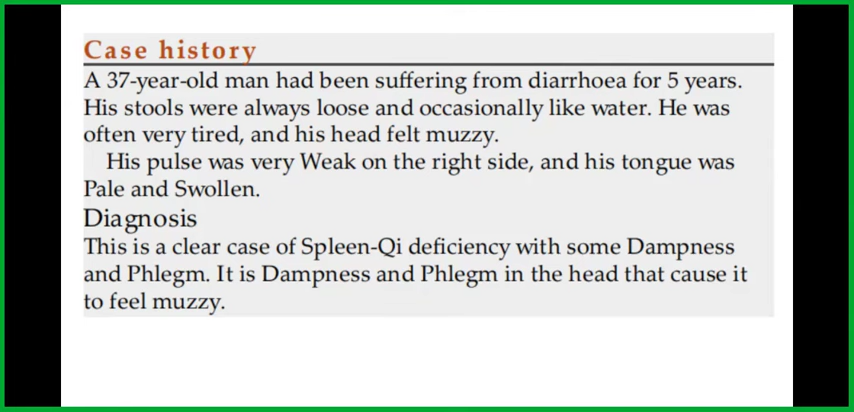 Case history
A 37-year-old man had been suffering from diarrhoea for 5 years.
His stools were always loose and occasionally like water. He was
often very tired, and his head felt muzzy.
His pulse was very Weak on the right side, and his tongue was
Pale and Swollen.
Diagnosis
This is a clear case of Spleen-Qi deficiency with some Dampness
and Phlegm. It is Dampness and Phlegm in the head that cause it
to feel muzzy.